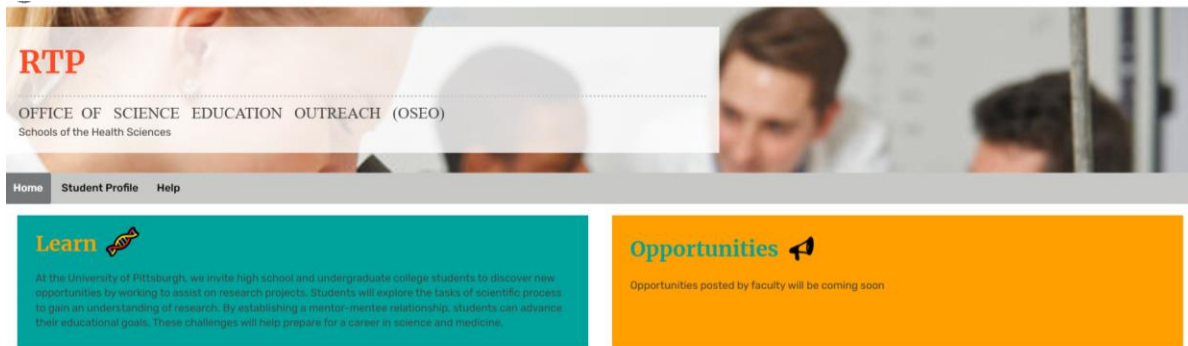 RTP
OFFICE OF SCIENCE EDUCATION OUTREACH (OSEO)
Schools of the Health Sciences
Home Student Profile Help
Learn
At the University of Pittsburgh, we invite high school and undergraduate college students to discover new
opportunities by working to assist on research projects. Students will explore the tasks of scientific process
to gain an understanding of research. By establishing a mentor-mentee relationship, students can advance
their educational goals. These challenges will help prepare for a career in science and medicine.
Opportunities
Opportunities posted by faculty will be coming soon